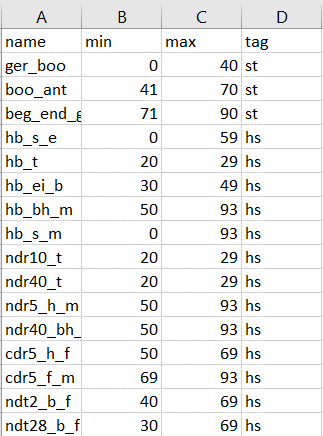 A B C D
name min max tag
ger_boo 0 40 st
boo_ant 41 70 st
beg_end_g 71 90 st
hb_s_e 0 59 hs
hb_t 20 29 hs
hb_ei_b 30 49 hs
hb_bh_m 50 93 hs
hb_s_m 0 93 hs
ndr10_t 20 29 hs
ndr40_t 20 29 hs
ndr5_h_m 50 93 hs
ndr40_bh_ 50 93 hs
cdr5_h_f 50 69 hs
cdr5_f_m 69 93 hs
ndt2_b_f 40 69 hs
ndt28_b_f 30 69 hs